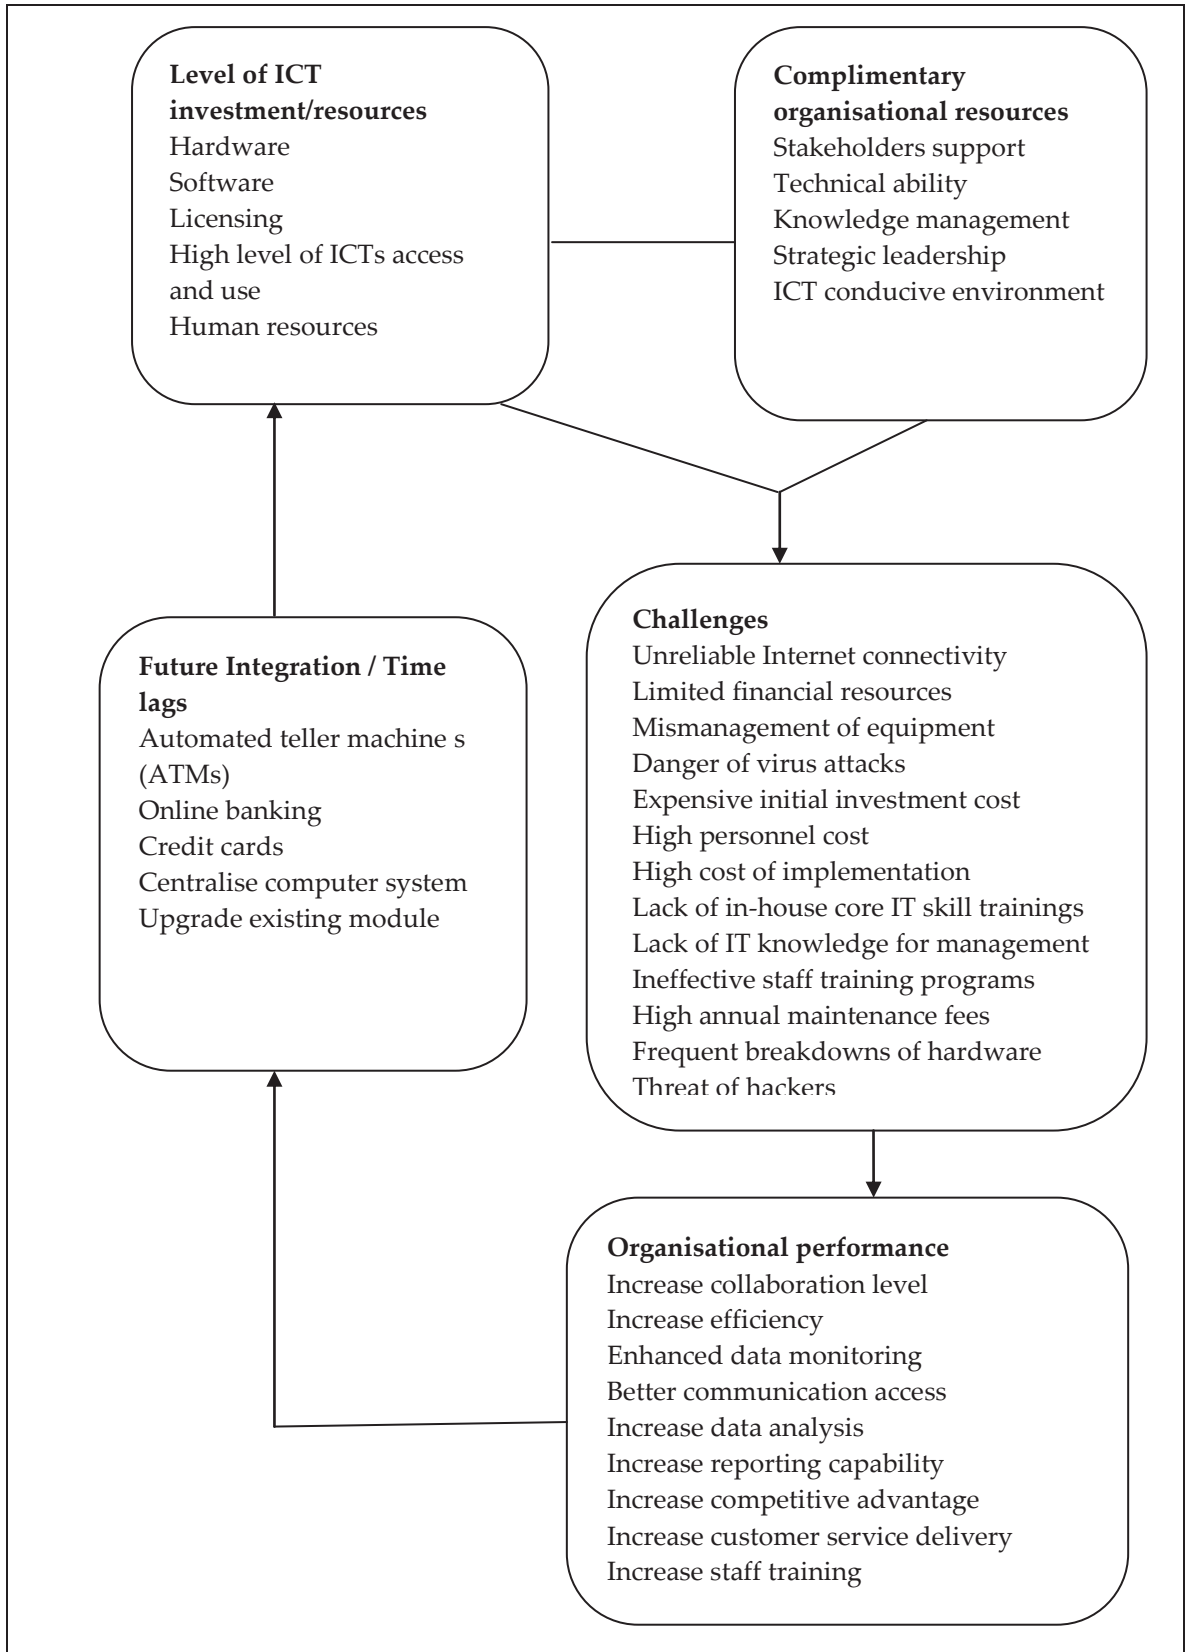 Level of ICT
investment/resources
Hardware
Software
Licensing
High level of ICTs access
and use
Human resources
Complimentary
organisational resources
Stakeholders support
Technical ability
Knowledge management
Strategic leadership
ICT conducive environment
Future Integration / Time
lags
Automated teller machine s
(ATMs)
Online banking
Credit cards
Centralise computer system
Upgrade existing module
Challenges
Unreliable Internet connectivity
Limited financial resources
Mismanagement of equipment
Danger of virus attacks
Expensive initial investment cost
High personnel cost
High cost of implementation
Lack of in-house core IT skill trainings
Lack of IT knowledge for management
Ineffective staff training programs
High annual maintenance fees
Frequent breakdowns of hardware
Threat of hackers
Organisational performance
Increase collaboration level
Increase efficiency
Enhanced data monitoring
Better communication access
Increase data analysis
Increase reporting capability
Increase competitive advantage
Increase customer service delivery
Increase staff training